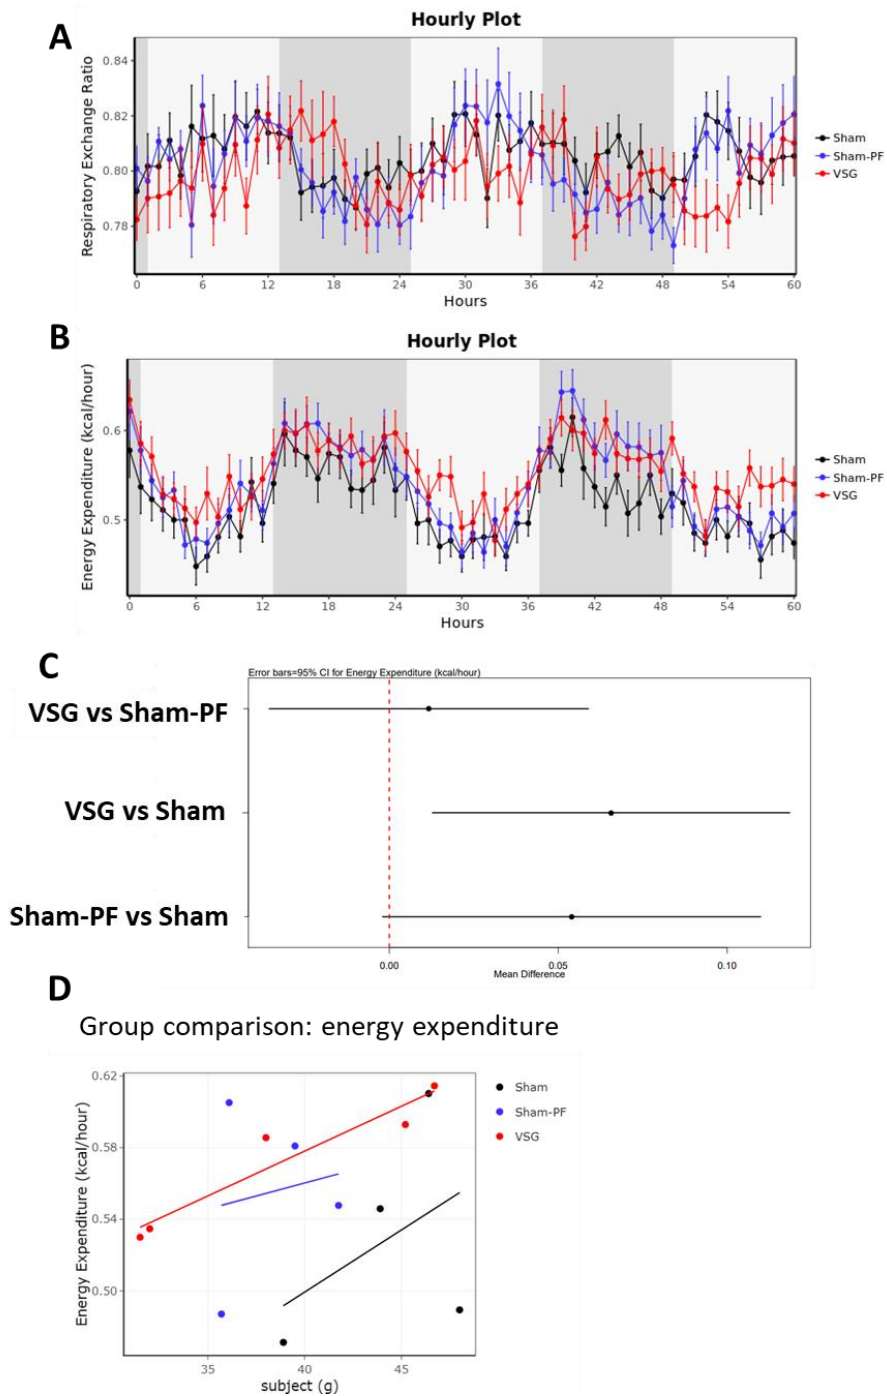 A
Hourly Plot
Respiratory Exchange Ratio
0.84
0.82
0.80
0.78
0 6 12 18 24 30 36 42 48 54 60
Hours
Sham
Sham-PF
VSG
B
Hourly Plot
Energy Expenditure (kcal/hour)
0.6
0.5
0 6 12 18 24 30 36 42 48 54 60
Hours
Sham
Sham-PF
VSG
C
Error bars=95% CI for Energy Expenditure (kcal/hour)
VSG vs Sham-PF
VSG vs Sham
Sham-PF vs Sham
0.00 0.05 0.10
Mean Difference
D
Group comparison: energy expenditure
Energy Expenditure (kcal/hour)
0.62
0.58
0.54
0.50
35 40 45
subject (g)
Sham
Sham-PF
VSG